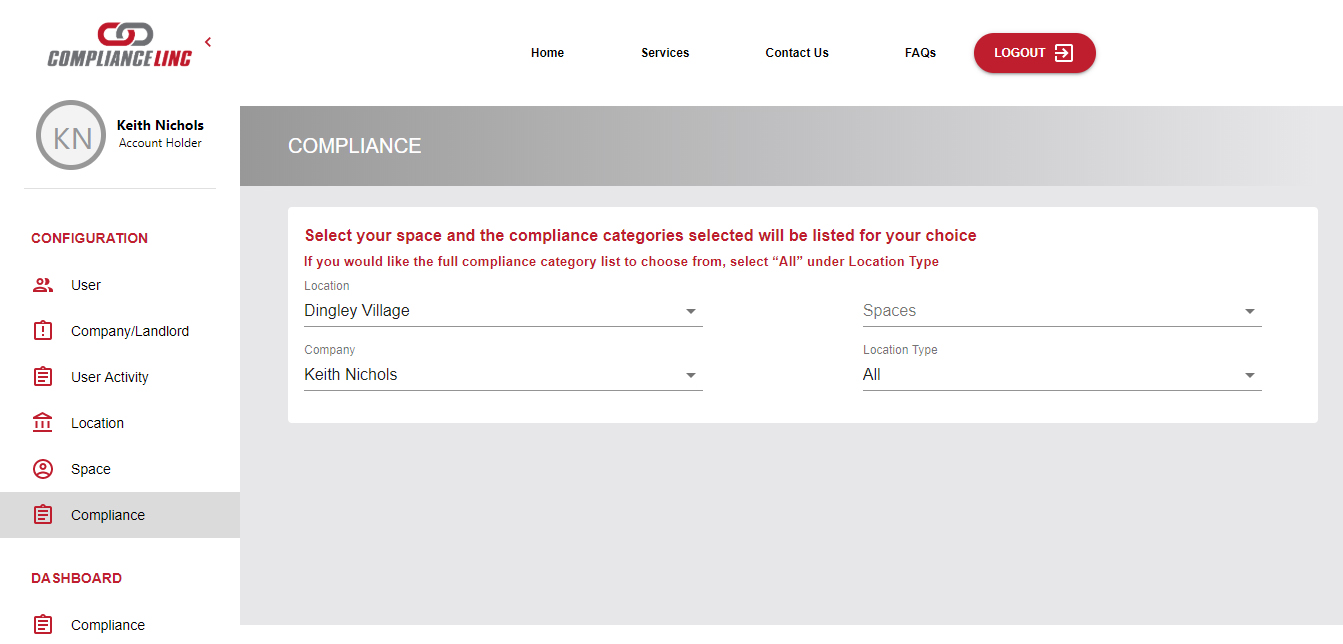 COMPLIANCELINC
Home
Services
Contact Us
FAQs
LOGOUT
KN
Keith Nichols
Account Holder
CONFIGURATION
User
Company/Landlord
User Activity
Location
Space
Compliance
DASHBOARD
Compliance
COMPLIANCE
Select your space and the compliance categories selected will be listed for your choice
If you would like the full compliance category list to choose from, select “All” under Location Type
Location
Dingley Village
Spaces
Company
Keith Nichols
Location Type
All